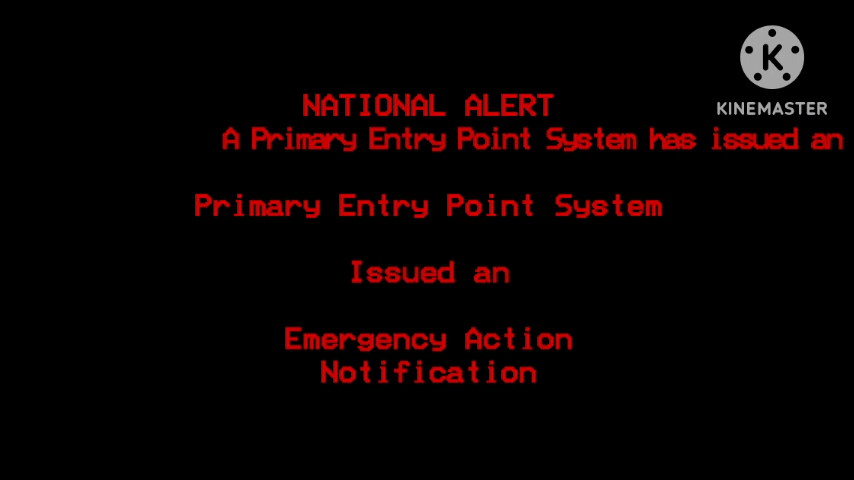 KINEMASTER
NATIONAL ALERT
A Primary Entry Point System has issued an
Primary Entry Point System
Issued an
Emergency Action
Notification